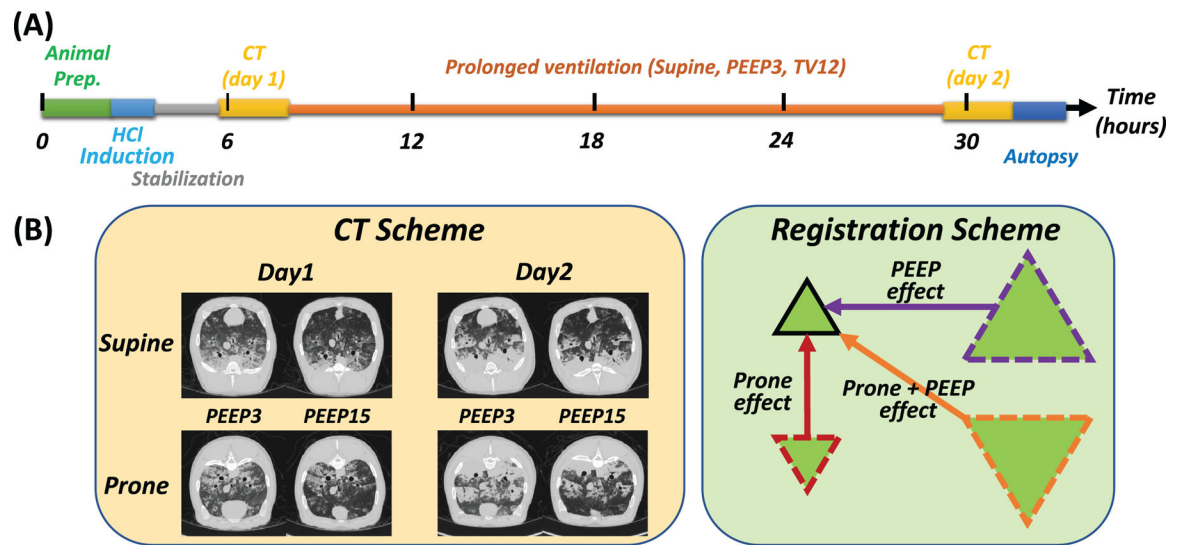 (A)
Animal
Prep.
CT
(day 1)
Prolonged ventilation (Supine, PEEP3, TV12)
CT
(day 2)
Time
(hours)
0
6
12
18
24
30
HCl
Induction
Stabilization
Autopsy
(B)
CT Scheme
Day1
Day2
Supine
PEEP3
PEEP15
PEEP3
PEEP15
Prone
Registration Scheme
PEEP
effect
Prone
effect
Prone + PEEP
effect